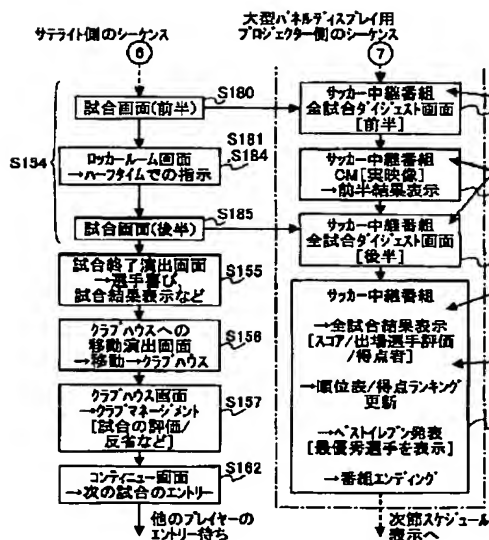 サテライト側のシーケンス
6
大型パネルディスプレイ用
プロジェクター側のシーケンス
7
S134
試合画面(前半)
S180
ロッカールーム画面
→ハーフタイムでの指示
S181
S184
試合画面(後半)
S185
試合終了演出画面
→選手喜び、
試合結果表示など
S155
クラブハウスへの
移動演出画面
→移動→クラブハウス
S156
クラブハウス画面
→クラブマネージメント
[試合の評価/
反省など]
S157
コンティニュー画面
→次の試合のエントリー
S162
他のプレイヤーの
エントリー待ち
サッカー中継番組
全試合ダイジェスト画面
[前半]
サッカー中継番組
CM[実映像]
→前半結果表示
サッカー中継番組
全試合ダイジェスト画面
[後半]
サッカー中継番組
→全試合結果表示
[スコア/出場選手評価
/得点者]
→順位表/得点ランキング
更新
→ベストイレブン発表
[最優秀選手を表示]
→番組エンディング
次節スケジュール
表示へ